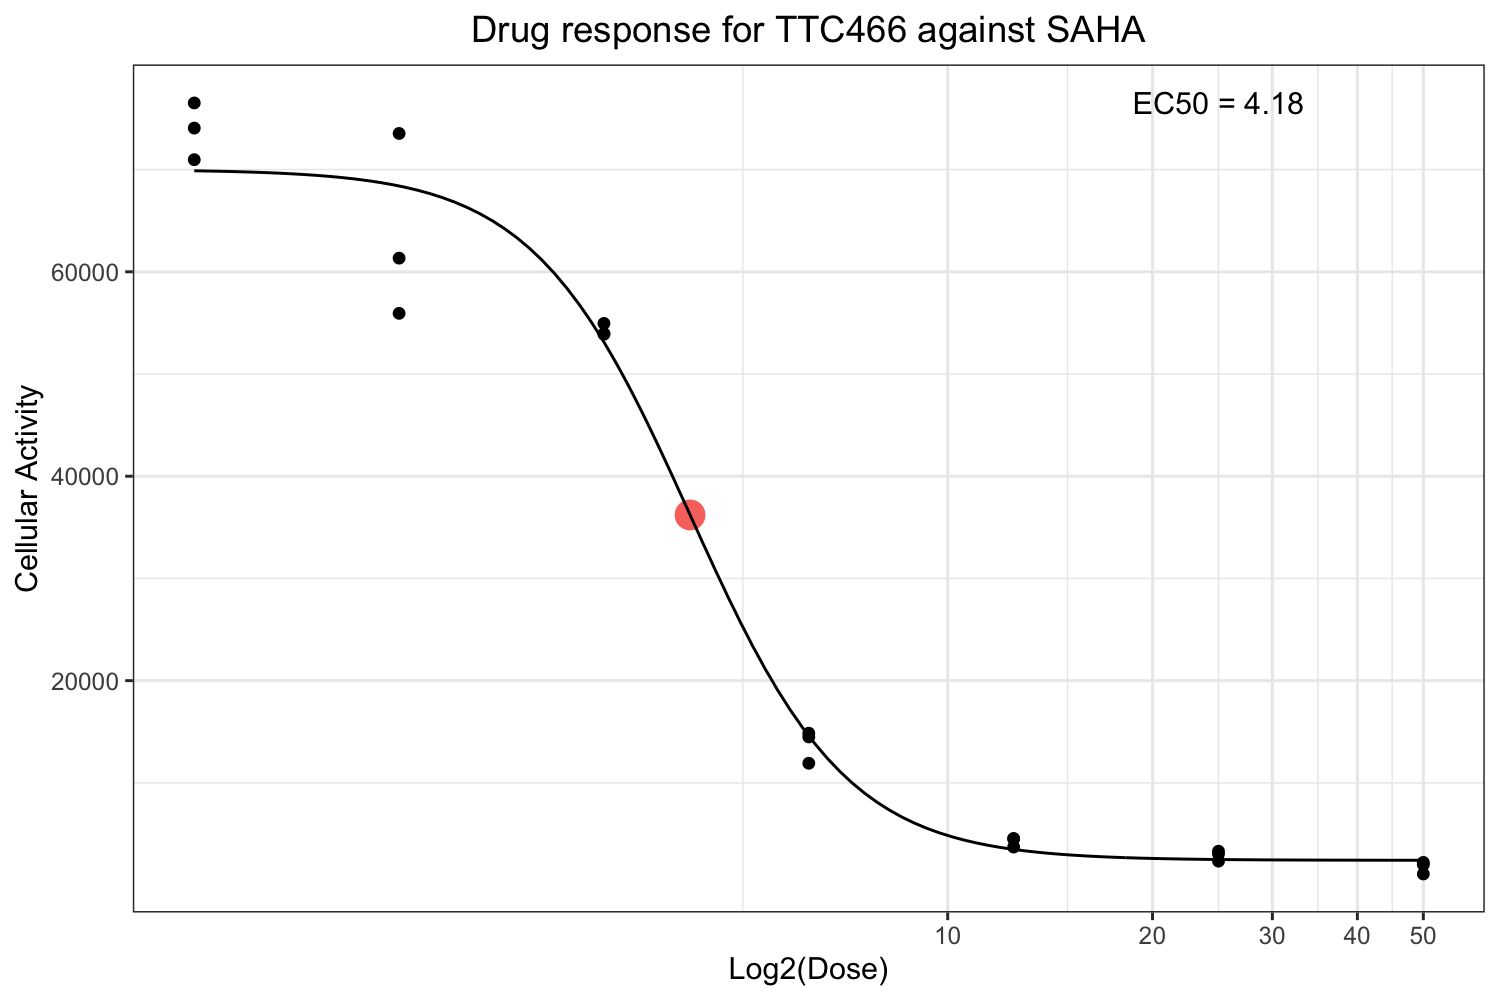 Drug response for TTC466 against SAHA
EC50 = 4.18
Cellular Activity
60000
40000
20000
10 20 30 40 50
Log2(Dose)